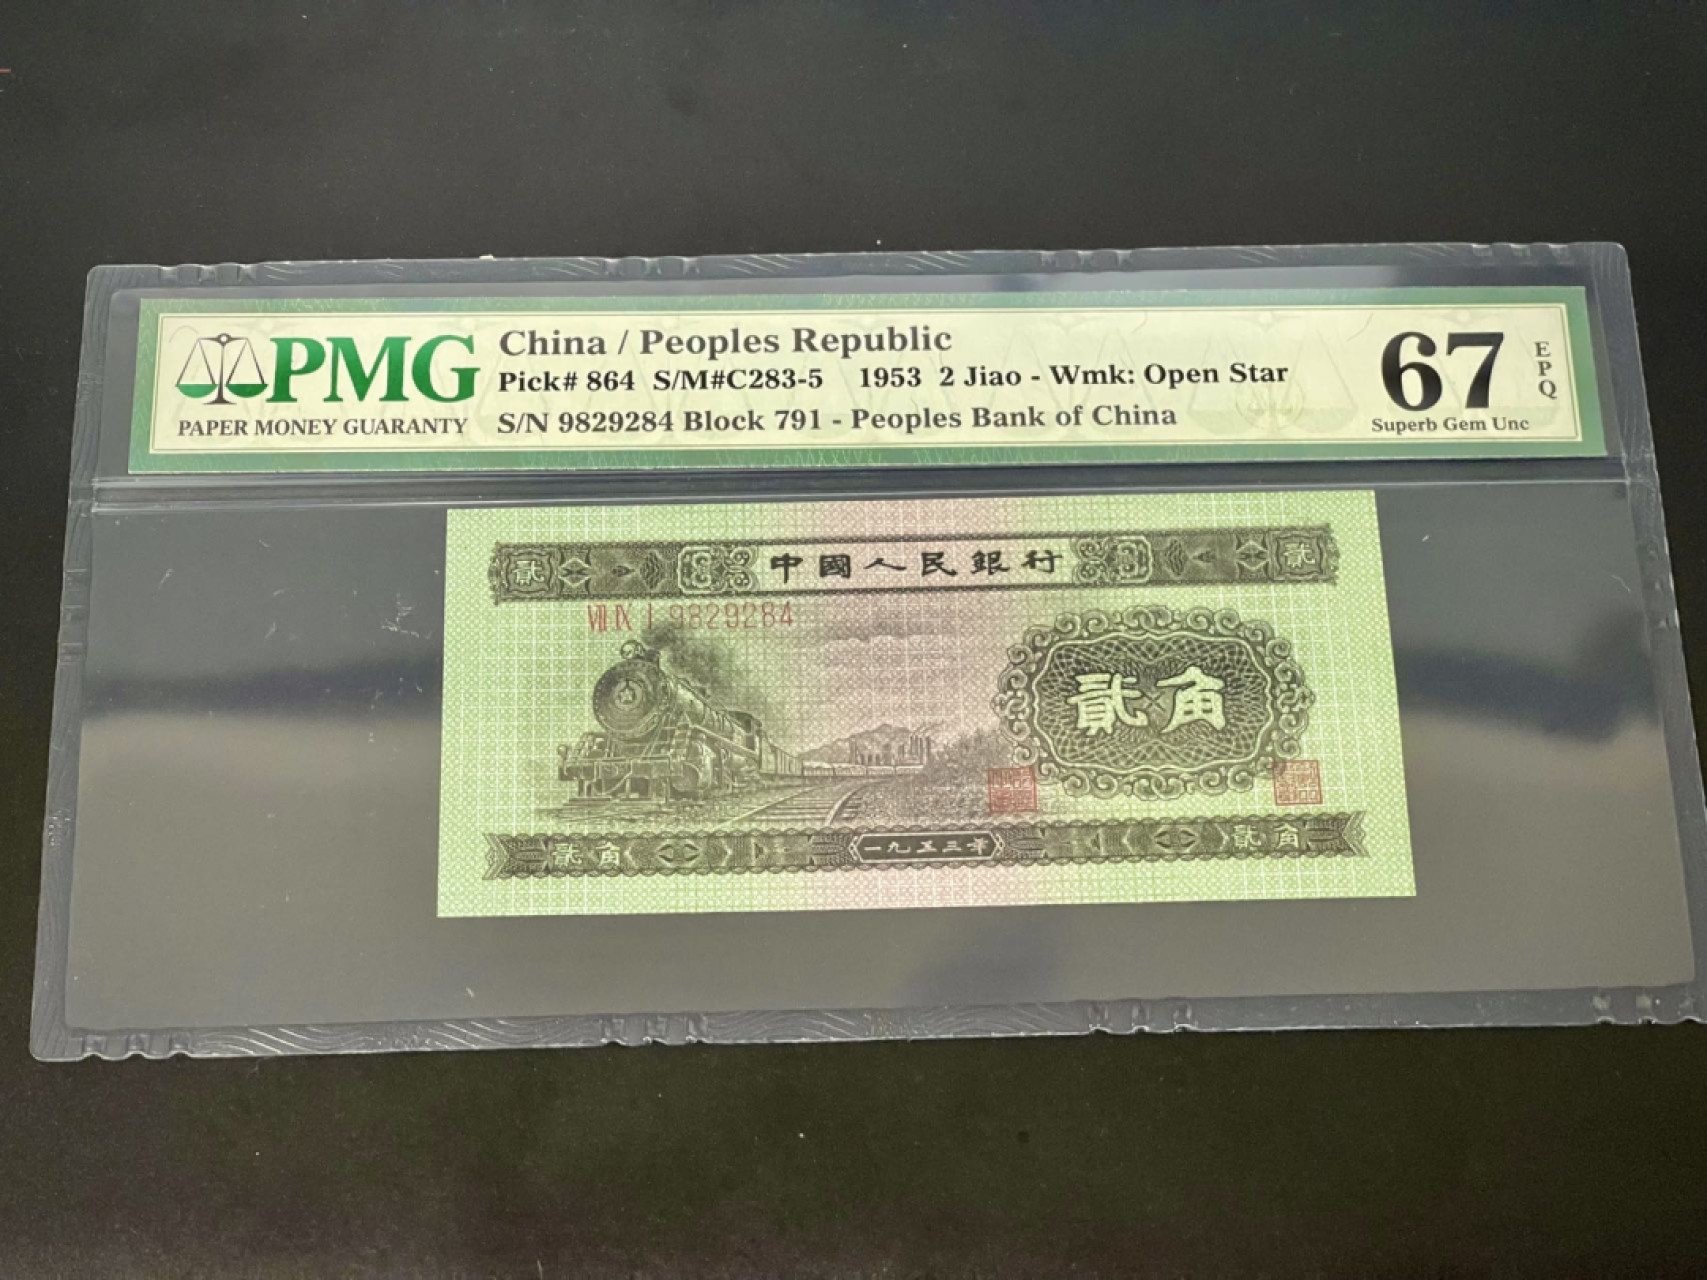 PMG
PAPER MONEY GUARANTY
China / Peoples Republic
Pick# 864 S/M#C283-5 1953 2 Jiao - Wmk: Open Star
S/N 9829284 Block 791 - Peoples Bank of China
67
EPQ
Superb Gem Unc
貳 中國人民銀行 貳
VII IX I 9829284
貳角
貳角 一九五三年 貳角